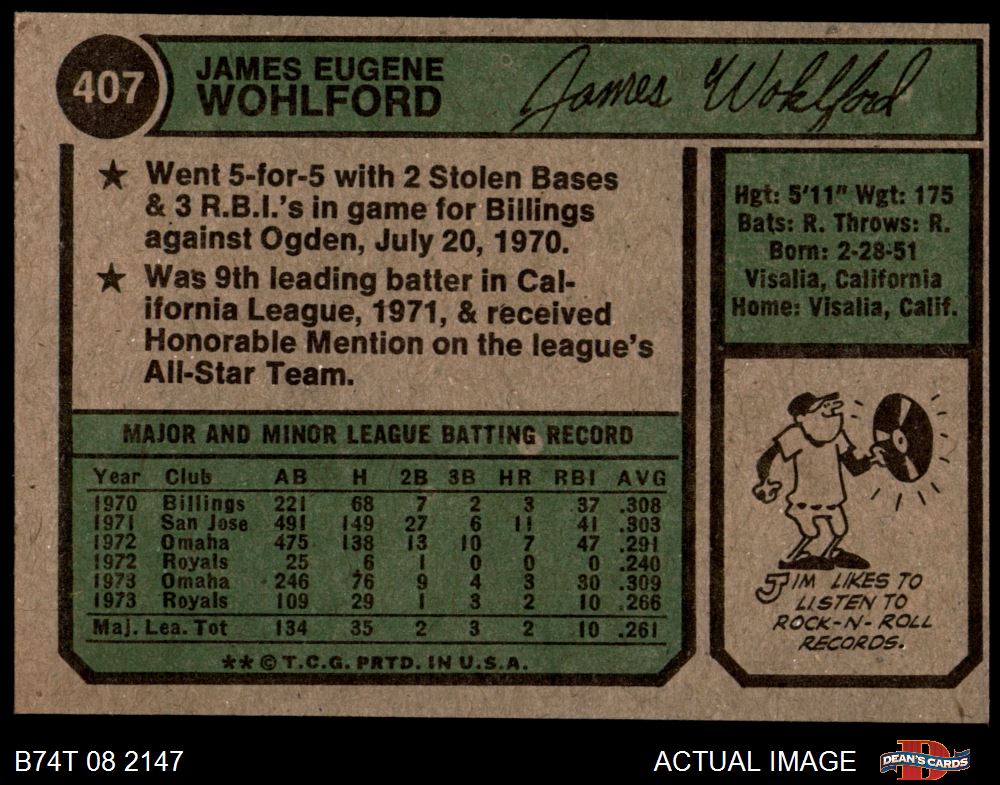 407
JAMES EUGENE
WOHLFORD
James Wohlford
★ Went 5-for-5 with 2 Stolen Bases
& 3 R.B.I.'s in game for Billings
against Ogden, July 20, 1970.
★ Was 9th leading batter in Cal-
ifornia League, 1971, & received
Honorable Mention on the league's
All-Star Team.
Hgt: 5'11" Wgt: 175
Bats: R. Throws: R.
Born: 2-28-51
Visalia, California
Home: Visalia, Calif.
MAJOR AND MINOR LEAGUE BATTING RECORD
Year Club AB H 2B 3B HR RBI AVG
1970 Billings 221 68 7 2 3 37 .308
1971 San Jose 491 149 27 6 11 41 .303
1972 Omaha 475 138 13 10 7 47 .291
1972 Royals 25 6 1 0 0 0 .240
1973 Omaha 246 76 9 4 3 30 .309
1973 Royals 109 29 1 3 2 10 .266
Maj. Lea. Tot 134 35 2 3 2 10 .261
** © T.C.G. PRTD. IN U.S.A.
JIM LIKES TO
LISTEN TO
ROCK-N-ROLL
RECORDS.
B74T 08 2147
ACTUAL IMAGE
D
DEAN'S CARDS